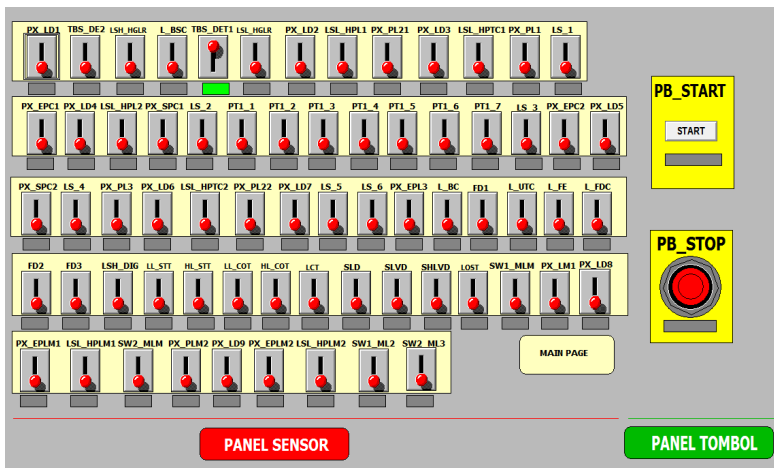 PX_LD1 TBS_DE2 LSH_HGLR L_BSC TBS_DET1 LSL_HGLR PX_LD2 LSL_HPL1 PX_PL21 PX_LD3 LSL_HPTC1 PX_PL1 LS_1
PX_EPC1 PX_LD4 LSL_HPL2 PX_SPC1 LS_2 PT1_1 PT1_2 PT1_3 PT1_4 PT1_5 PT1_6 PT1_7 LS_3 PX_EPC2 PX_LD5
PX_SPC2 LS_4 PX_PL3 PX_LD6 LSL_HPTC2 PX_PL22 PX_LD7 LS_5 LS_6 PX_EPL3 L_BC FD1 L_UTC L_FE L_FDC
FD2 FD3 LSH_DIG LL_STT HL_STT LL_COT HL_COT LCT SLD SLVD SHLVD LOST SW1_MLM PX_LM1 PX_LD8
PX_EPLM1 LSL_HPLM1 SW2_MLM PX_PLM2 PX_LD9 PX_EPLM2 LSL_HPLM2 SW1_ML2 SW2_ML3
PB_START
START
PB_STOP
MAIN PAGE
PANEL SENSOR
PANEL TOMBOL